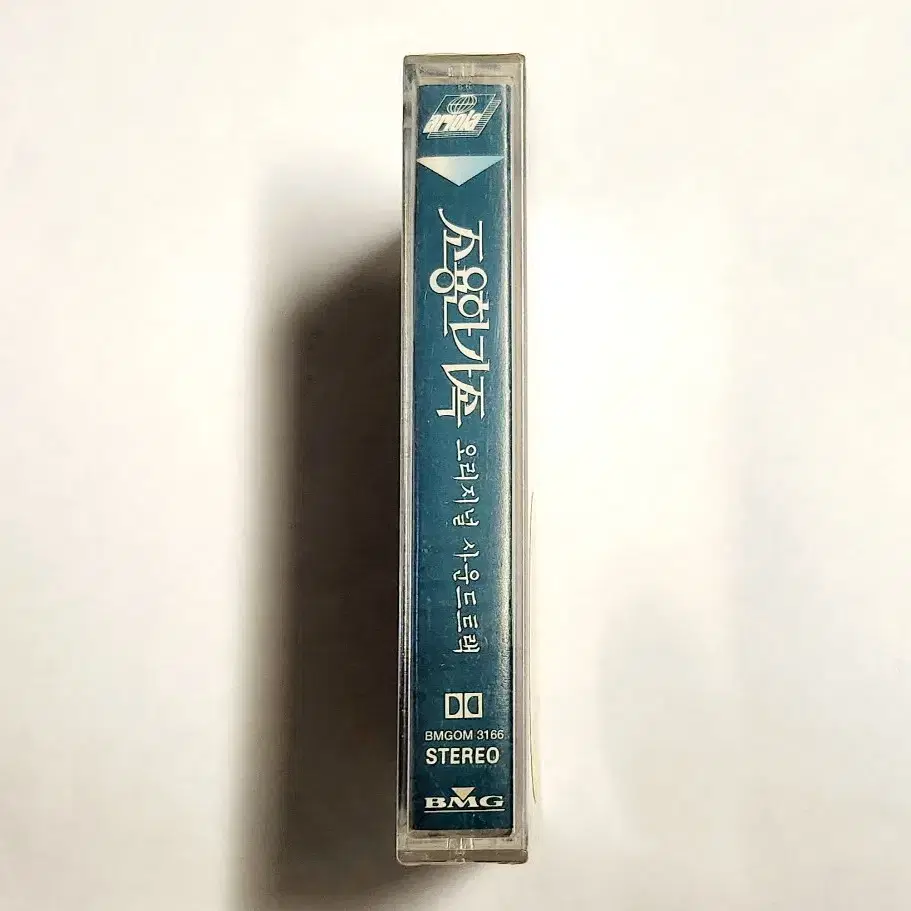 ariola
조용한 가족
오리지널 사운드트랙
BMGOM 3166
STEREO
BMG